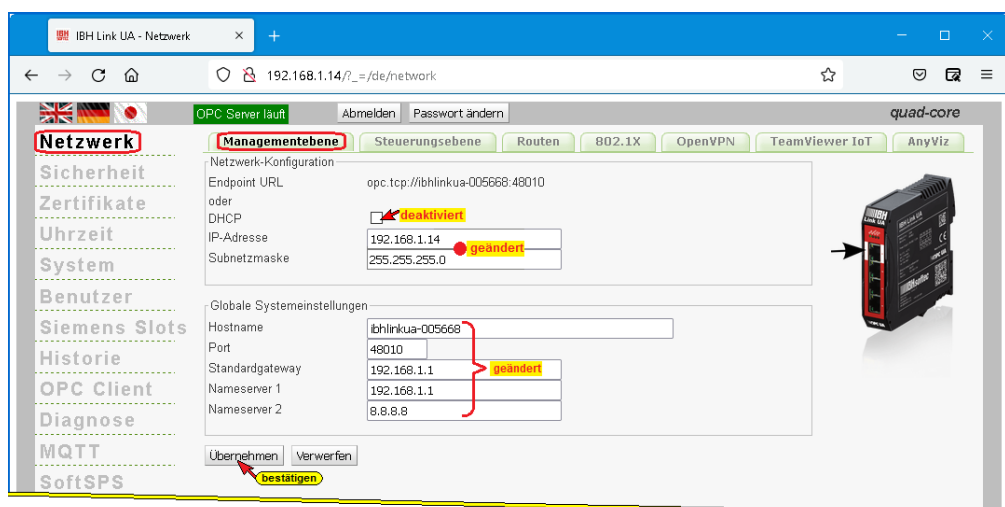 IBH Link UA - Netzwerk
192.168.1.14/?_=/de/network
OPC Server läuft Abmelden Passwort ändern quad-core
Netzwerk
Sicherheit
Zertifikate
Uhrzeit
System
Benutzer
Siemens Slots
Historie
OPC Client
Diagnose
MQTT
SoftSPS
Managementebene Steuerungsebene Routen 802.1X OpenVPN TeamViewer IoT AnyViz
Netzwerk-Konfiguration
Endpoint URL opc.tcp://ibhlinkua-005668:48010
oder
DHCP deaktiviert
IP-Adresse 192.168.1.14
geändert
Subnetzmaske 255.255.255.0
Globale Systemeinstellungen
Hostname ibhlinkua-005668
Port 48010
Standardgateway 192.168.1.1 geändert
Nameserver 1 192.168.1.1
Nameserver 2 8.8.8.8
Übernehmen Verwerfen
bestätigen
IBH
Link UA
IBHsoftec